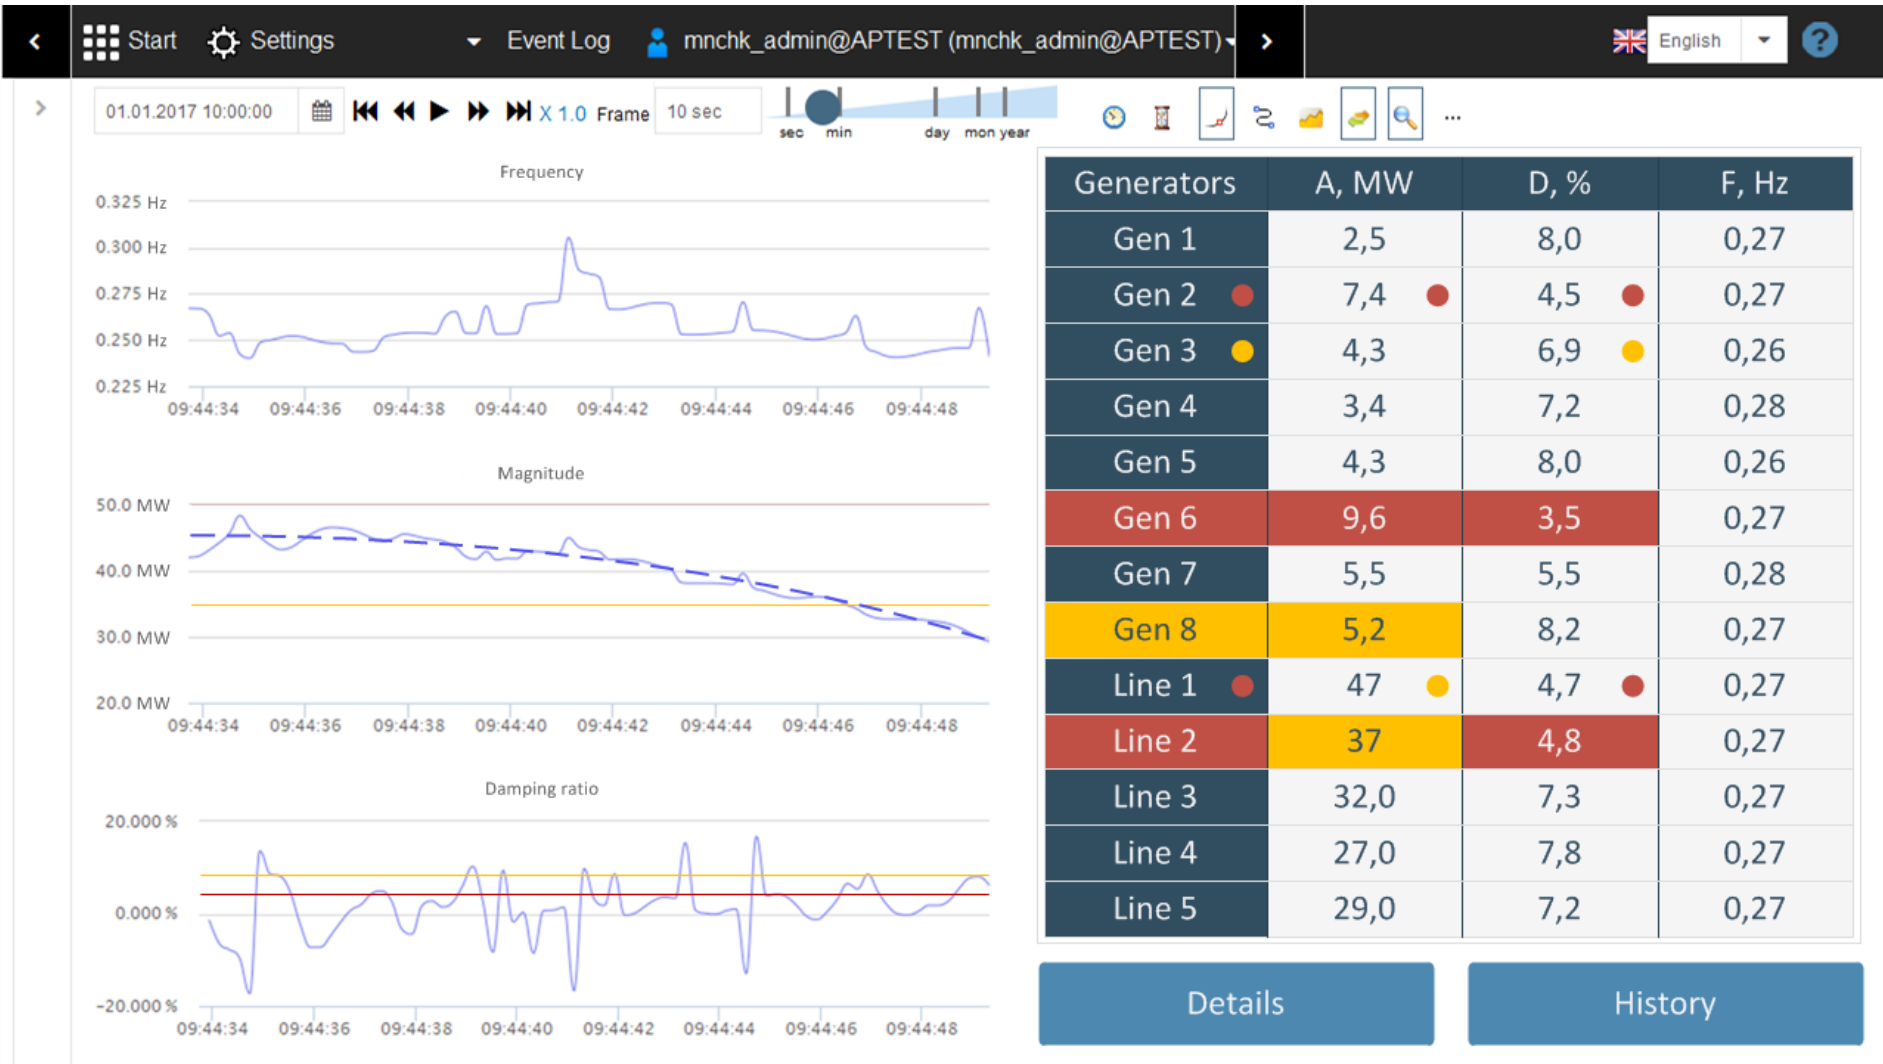 Start Settings Event Log mnchk_admin@APTEST (mnchk_admin@APTEST) English ?
01.01.2017 10:00:00 X 1.0 Frame 10 sec sec min day mon year ...
Frequency
0.325 Hz
0.300 Hz
0.275 Hz
0.250 Hz
0.225 Hz
09:44:34 09:44:36 09:44:38 09:44:40 09:44:42 09:44:44 09:44:46 09:44:48
Magnitude
50.0 MW
40.0 MW
30.0 MW
20.0 MW
09:44:34 09:44:36 09:44:38 09:44:40 09:44:42 09:44:44 09:44:46 09:44:48
Damping ratio
20.000 %
0.000 %
-20.000 %
09:44:34 09:44:36 09:44:38 09:44:40 09:44:42 09:44:44 09:44:46 09:44:48
Generators A, MW D, % F, Hz
Gen 1 2,5 8,0 0,27
Gen 2 7,4 4,5 0,27
Gen 3 4,3 6,9 0,26
Gen 4 3,4 7,2 0,28
Gen 5 4,3 8,0 0,26
Gen 6 9,6 3,5 0,27
Gen 7 5,5 5,5 0,28
Gen 8 5,2 8,2 0,27
Line 1 47 4,7 0,27
Line 2 37 4,8 0,27
Line 3 32,0 7,3 0,27
Line 4 27,0 7,8 0,27
Line 5 29,0 7,2 0,27
Details History